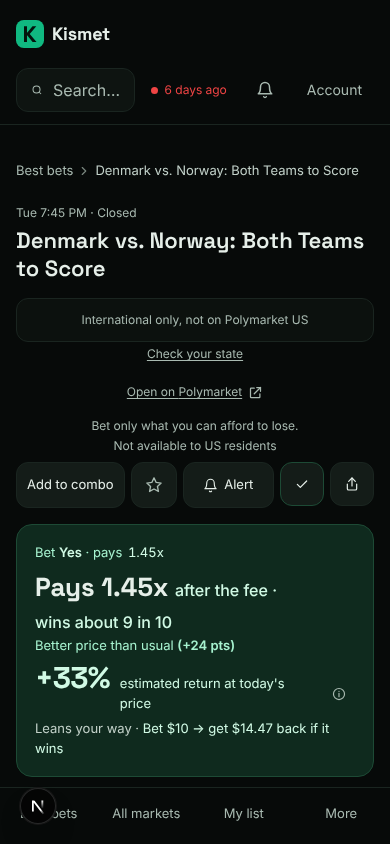 K Kismet
Search...
6 days ago
Account
Best bets > Denmark vs. Norway: Both Teams to Score
Tue 7:45 PM · Closed
Denmark vs. Norway: Both Teams
to Score
International only, not on Polymarket US
Check your state
Open on Polymarket
Bet only what you can afford to lose.
Not available to US residents
Add to combo
Alert
Bet Yes · pays 1.45x
Pays 1.45x after the fee ·
wins about 9 in 10
Better price than usual (+24 pts)
+33% estimated return at today's
price
Leans your way · Bet $10 → get $14.47 back if it
wins
N
bets
All markets
My list
More